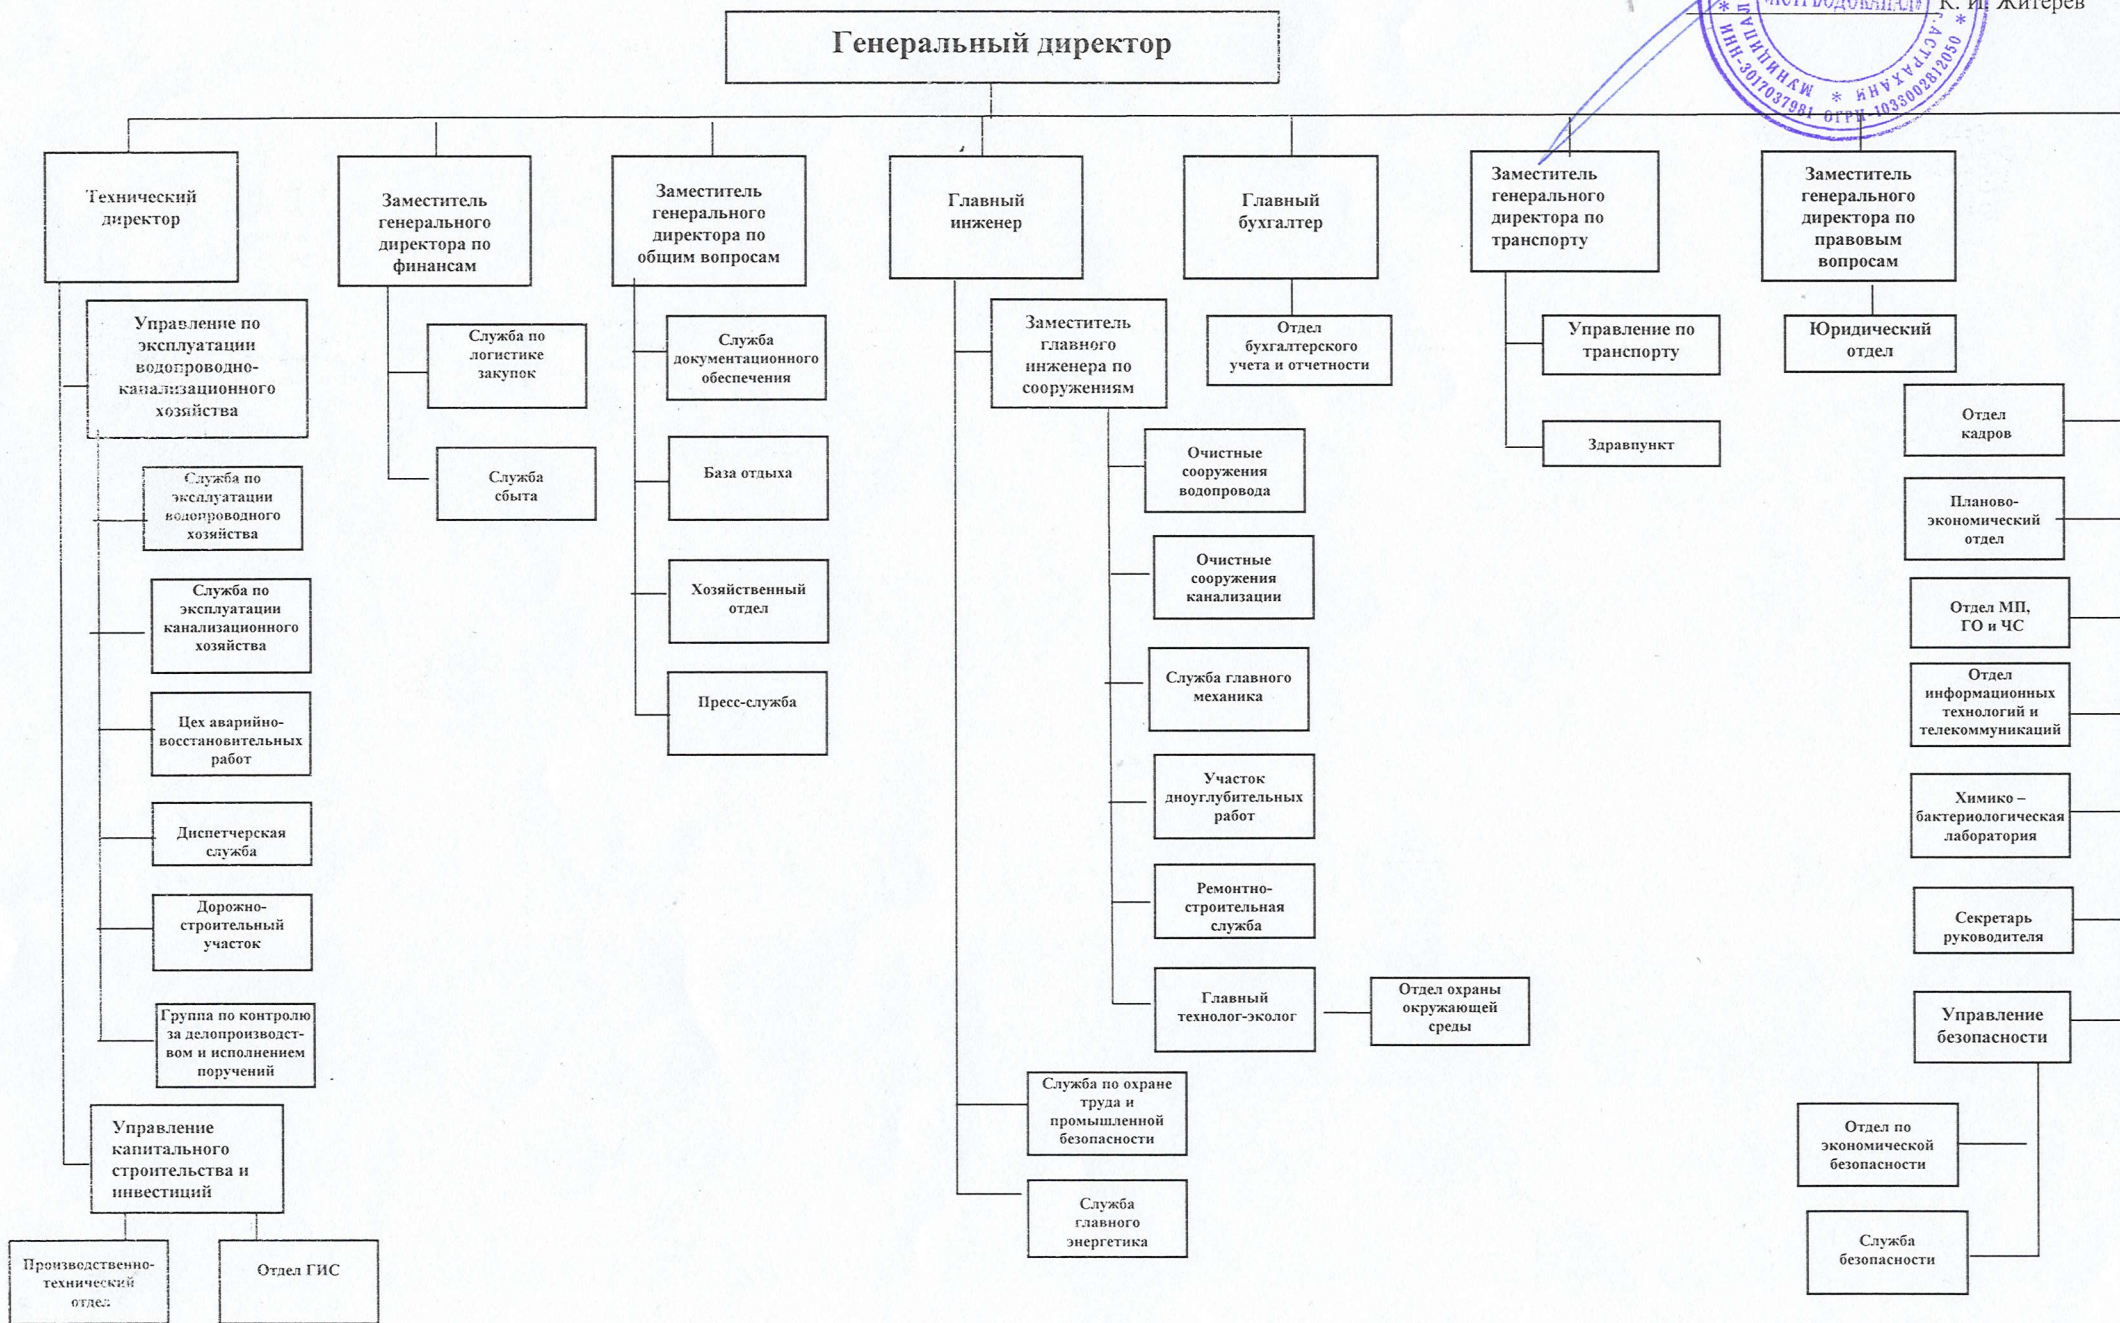 К. И. Житерев
АСТРВОДОКАНАЛ
МУНИЦИПАЛ
Г. АСТРАХАНИ
* ИНН-3017037981 ОГРН-1033002812050 *
Генеральный директор
Технический
директор
Заместитель
генерального
директора по
финансам
Заместитель
генерального
директора по
общим вопросам
Главный
инженер
Главный
бухгалтер
Заместитель
генерального
директора по
транспорту
Заместитель
генерального
директора по
правовым
вопросам
Управление по
эксплуатации
водопроводно-
канализационного
хозяйства
Служба по
эксплуатации
водопроводного
хозяйства
Служба по
эксплуатации
канализационного
хозяйства
Цех аварийно-
восстановительных
работ
Диспетчерская
служба
Дорожно-
строительный
участок
Группа по контролю
за делопроизводст-
вом и исполнением
поручений
Управление
капитального
строительства и
инвестиций
Производственно-
технический
отдел
Отдел ГИС
Служба по
логистике
закупок
Служба
сбыта
Служба
документационного
обеспечения
База отдыха
Хозяйственный
отдел
Пресс-служба
Заместитель
главного
инженера по
сооружениям
Очистные
сооружения
водопровода
Очистные
сооружения
канализации
Служба главного
механика
Участок
дноуглубительных
работ
Ремонтно-
строительная
служба
Главный
технолог-эколог
Отдел охраны
окружающей
среды
Служба по охране
труда и
промышленной
безопасности
Служба
главного
энергетика
Отдел
бухгалтерского
учета и отчетности
Управление по
транспорту
Здравпункт
Юридический
отдел
Отдел
кадров
Планово-
экономический
отдел
Отдел МП,
ГО и ЧС
Отдел
информационных
технологий и
телекоммуникаций
Химико –
бактериологическая
лаборатория
Секретарь
руководителя
Управление
безопасности
Отдел по
экономической
безопасности
Служба
безопасности